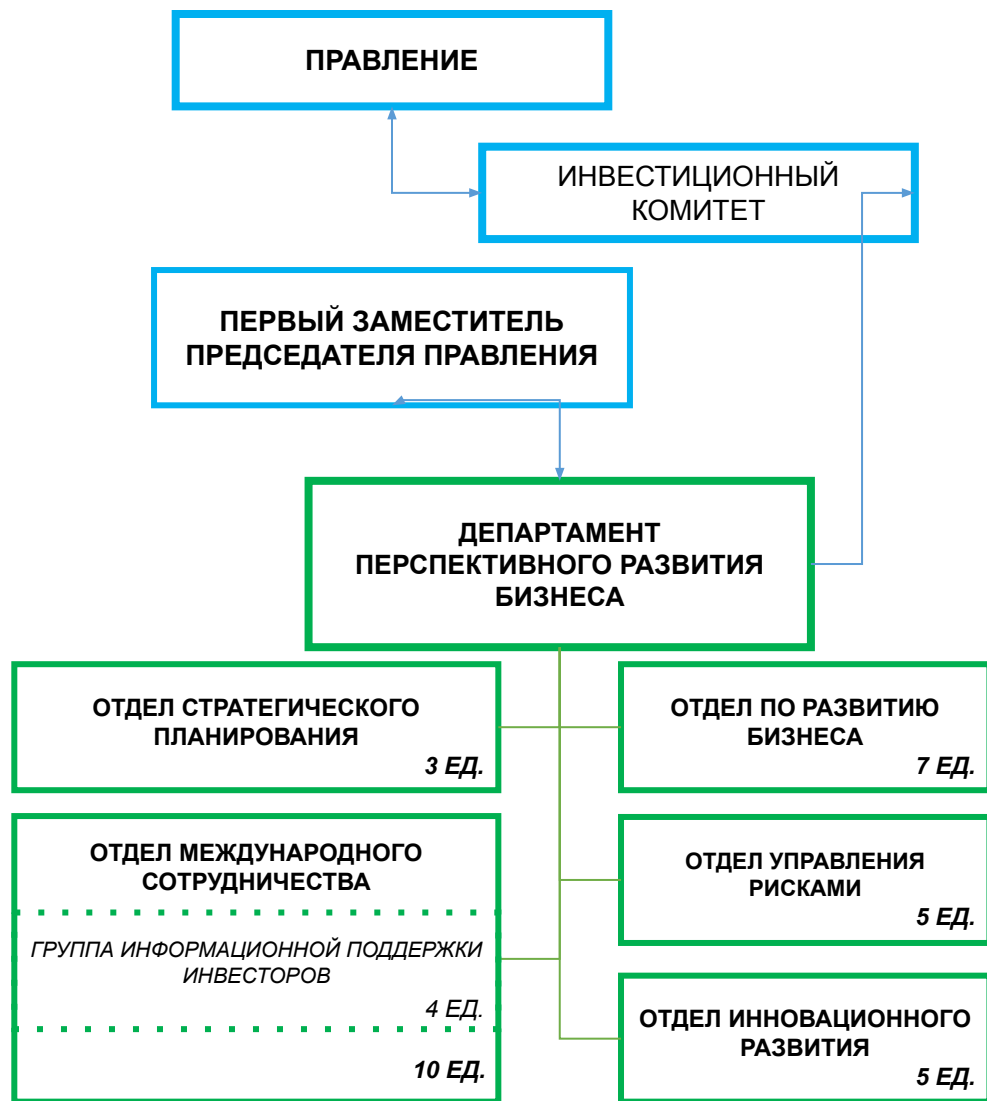 ПРАВЛЕНИЕ
ИНВЕСТИЦИОННЫЙ
КОМИТЕТ
ПЕРВЫЙ ЗАМЕСТИТЕЛЬ
ПРЕДСЕДАТЕЛЯ ПРАВЛЕНИЯ
ДЕПАРТАМЕНТ
ПЕРСПЕКТИВНОГО РАЗВИТИЯ
БИЗНЕСА
ОТДЕЛ СТРАТЕГИЧЕСКОГО
ПЛАНИРОВАНИЯ
3 ЕД.
ОТДЕЛ ПО РАЗВИТИЮ
БИЗНЕСА
7 ЕД.
ОТДЕЛ МЕЖДУНАРОДНОГО
СОТРУДНИЧЕСТВА
ГРУППА ИНФОРМАЦИОННОЙ ПОДДЕРЖКИ
ИНВЕСТОРОВ
4 ЕД.
10 ЕД.
ОТДЕЛ УПРАВЛЕНИЯ
РИСКАМИ
5 ЕД.
ОТДЕЛ ИННОВАЦИОННОГО
РАЗВИТИЯ
5 ЕД.